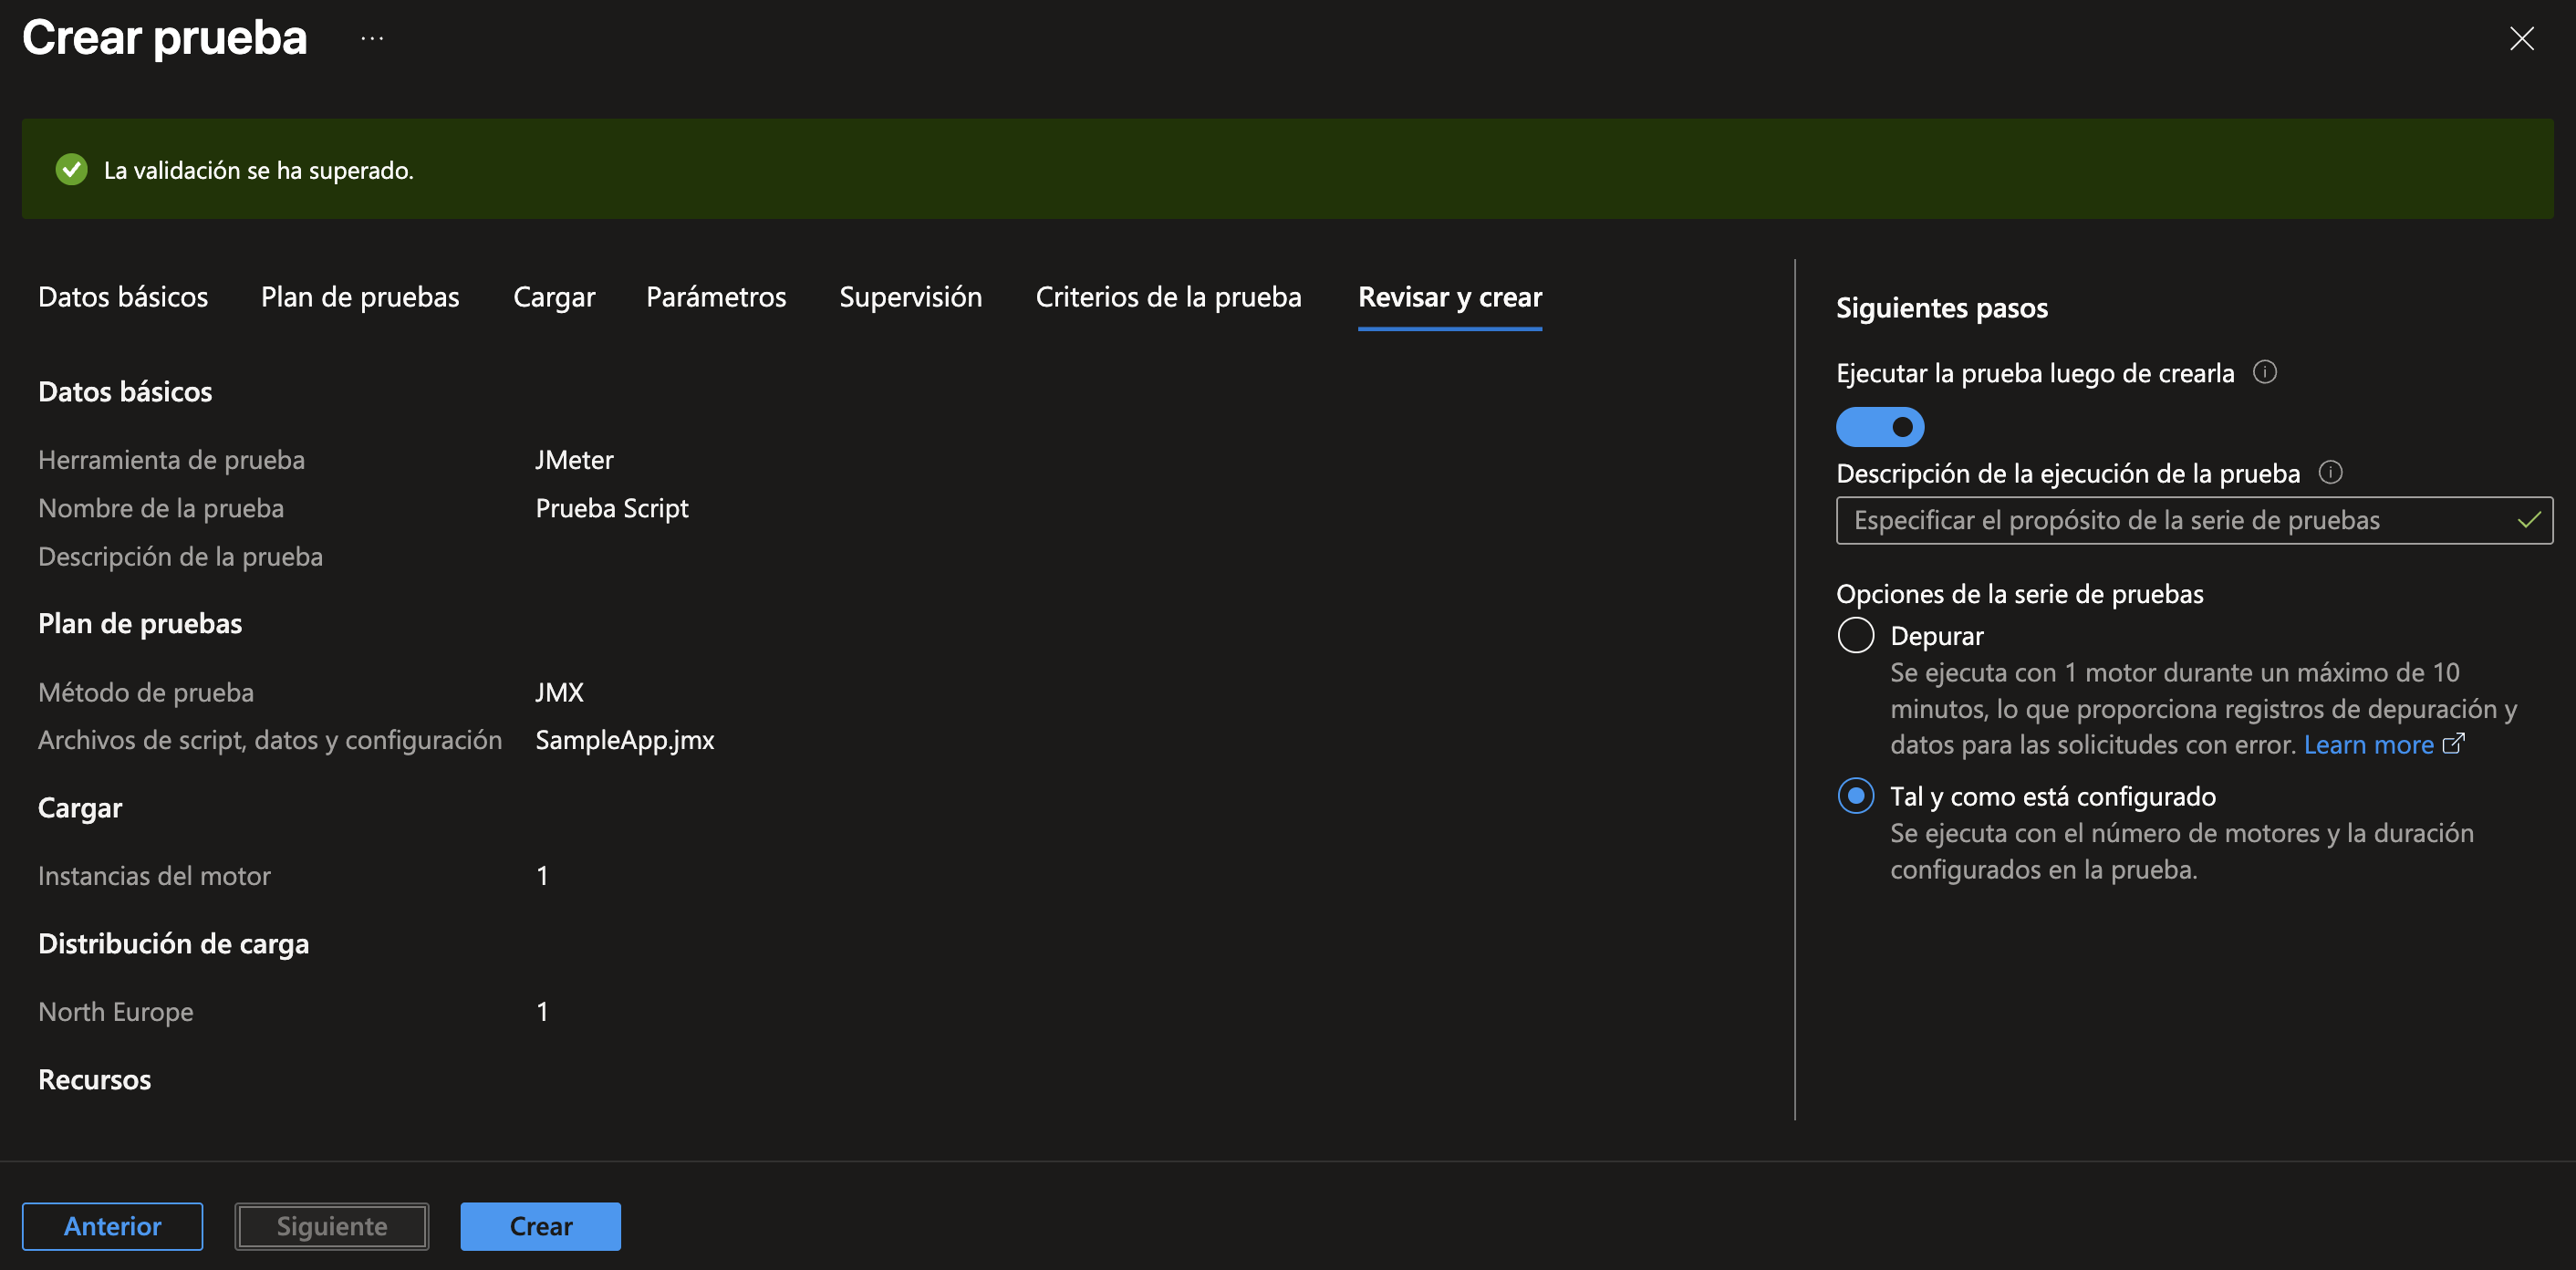 Crear prueba ...
La validación se ha superado.
Datos básicos Plan de pruebas Cargar Parámetros Supervisión Criterios de la prueba Revisar y crear
Datos básicos
Herramienta de prueba JMeter
Nombre de la prueba Prueba Script
Descripción de la prueba
Plan de pruebas
Método de prueba JMX
Archivos de script, datos y configuración SampleApp.jmx
Cargar
Instancias del motor 1
Distribución de carga
North Europe 1
Recursos
Siguientes pasos
Ejecutar la prueba luego de crearla
Descripción de la ejecución de la prueba
Especificar el propósito de la serie de pruebas
Opciones de la serie de pruebas
Depurar
Se ejecuta con 1 motor durante un máximo de 10
minutos, lo que proporciona registros de depuración y
datos para las solicitudes con error. Learn more
Tal y como está configurado
Se ejecuta con el número de motores y la duración
configurados en la prueba.
Anterior Siguiente Crear